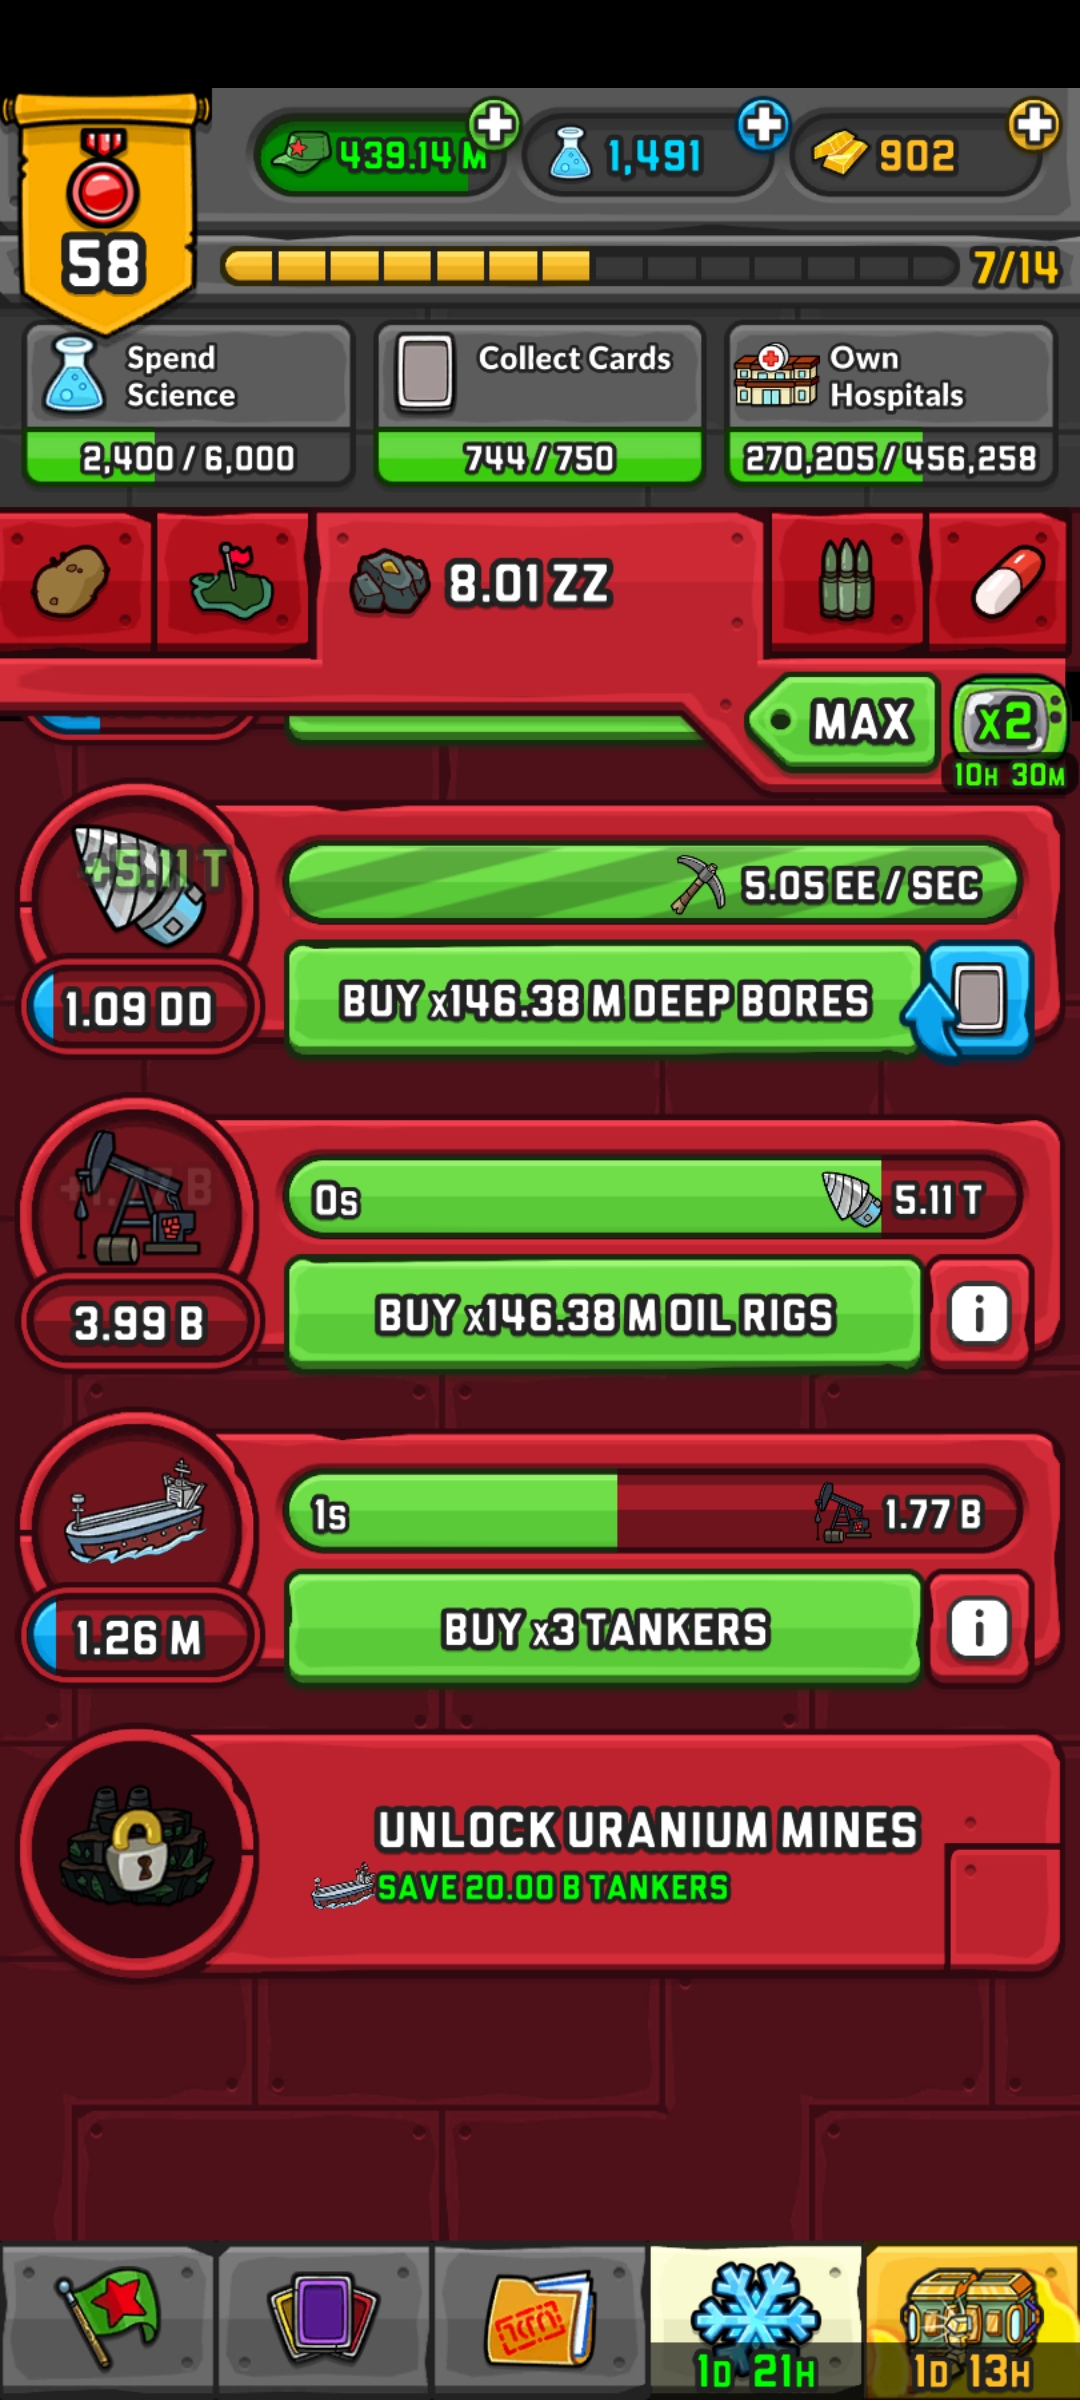 58
439.14 M
1,491
902
7/14
Spend
Science
2,400 / 6,000
Collect Cards
744 / 750
Own
Hospitals
270,205 / 456,258
8.01 ZZ
MAX
x2
10H 30M
+5.11 T
5.05 EE / SEC
1.09 DD
BUY x146.38 M DEEP BORES
0s
5.11 T
3.99 B
BUY x146.38 M OIL RIGS
i
1s
1.77 B
1.26 M
BUY x3 TANKERS
i
UNLOCK URANIUM MINES
SAVE 20.00 B TANKERS
1D 21H
1D 13H